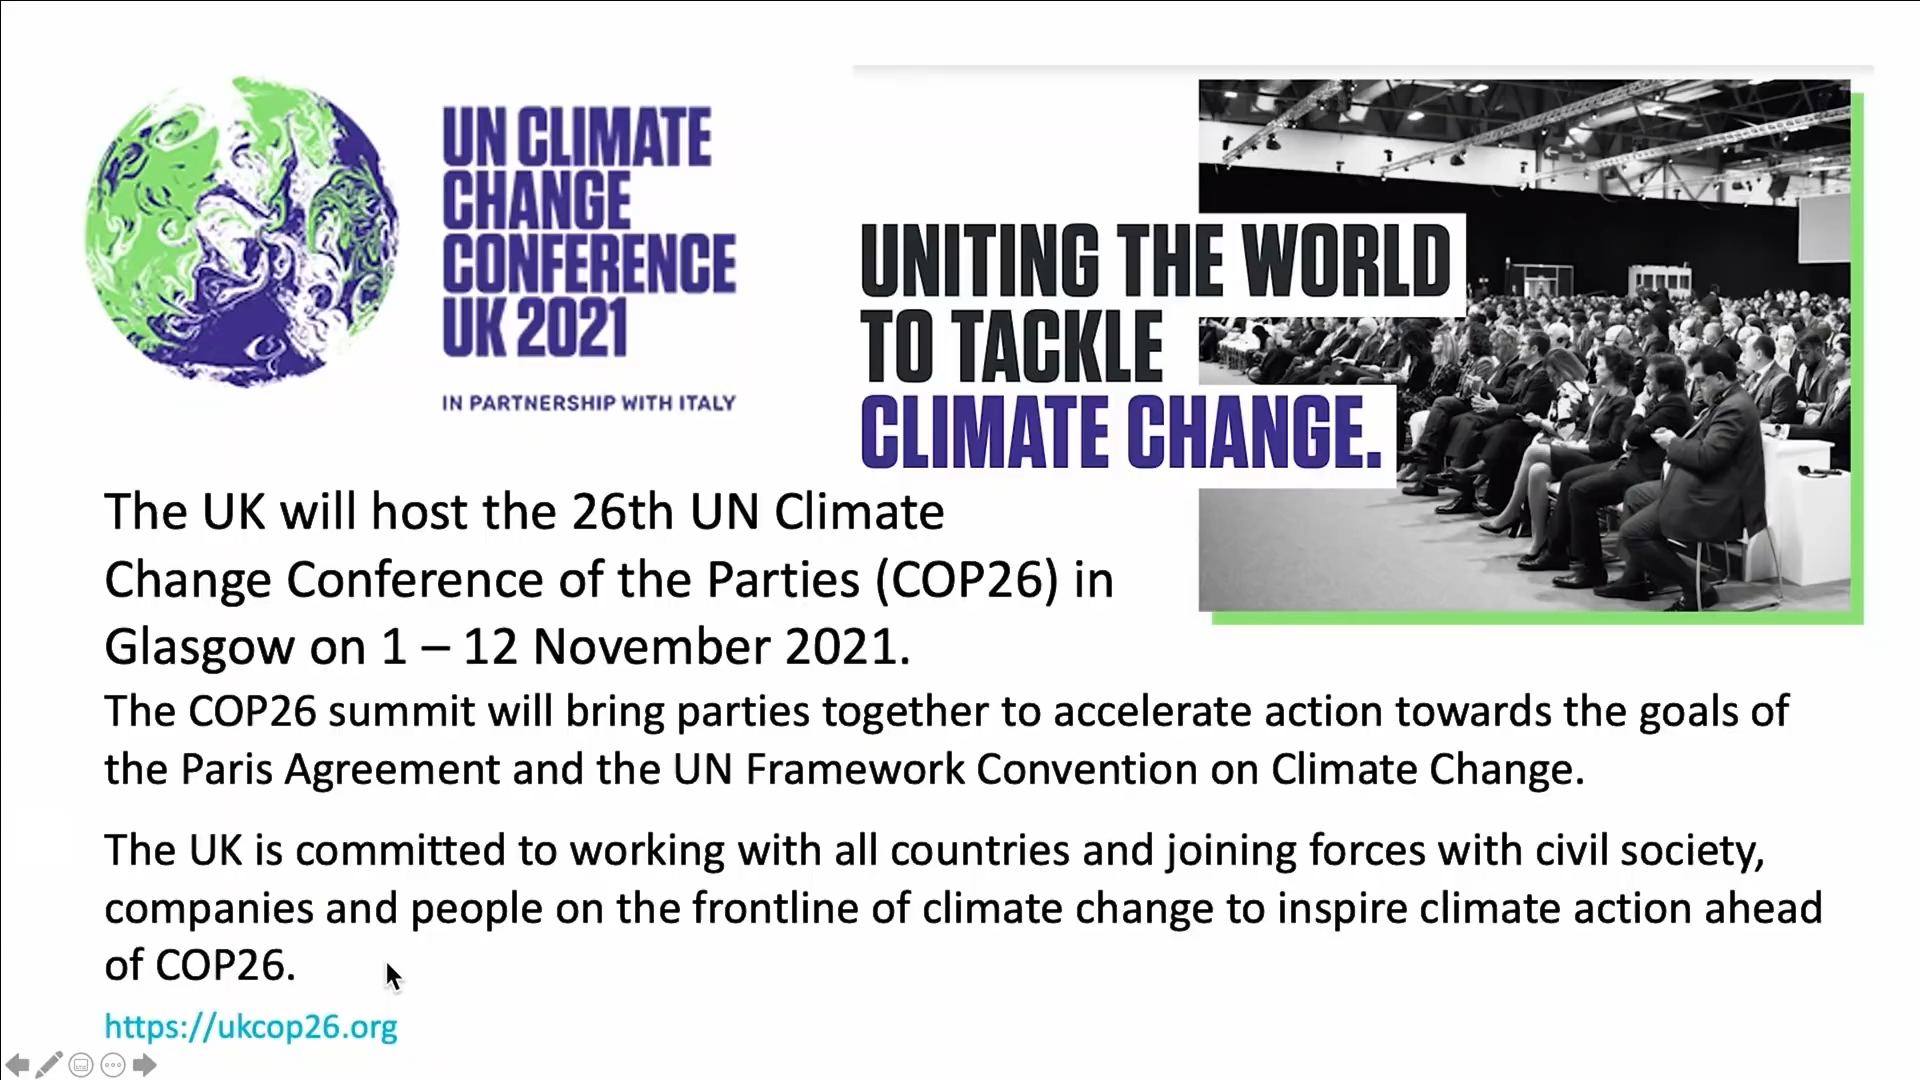 UN CLIMATE
CHANGE
CONFERENCE
UK 2021
IN PARTNERSHIP WITH ITALY
UNITING THE WORLD
TO TACKLE
CLIMATE CHANGE.
The UK will host the 26th UN Climate
Change Conference of the Parties (COP26) in
Glasgow on 1 – 12 November 2021.
The COP26 summit will bring parties together to accelerate action towards the goals of
the Paris Agreement and the UN Framework Convention on Climate Change.
The UK is committed to working with all countries and joining forces with civil society,
companies and people on the frontline of climate change to inspire climate action ahead
of COP26.
https://ukcop26.org